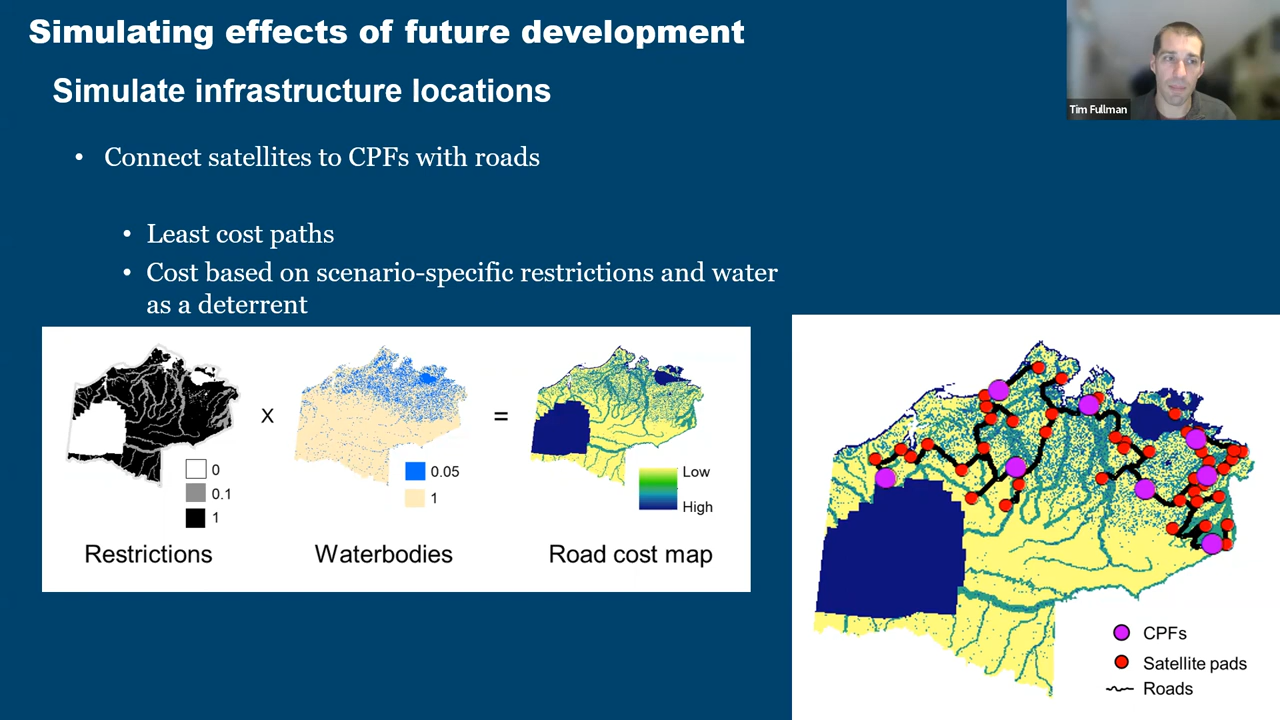 Simulating effects of future development
Tim Fullman
Simulate infrastructure locations
• Connect satellites to CPFs with roads
• Least cost paths
• Cost based on scenario-specific restrictions and water
as a deterrent
X
=
0
0.1
1
0.05
1
Low
High
Restrictions
Waterbodies
Road cost map
CPFs
Satellite pads
Roads